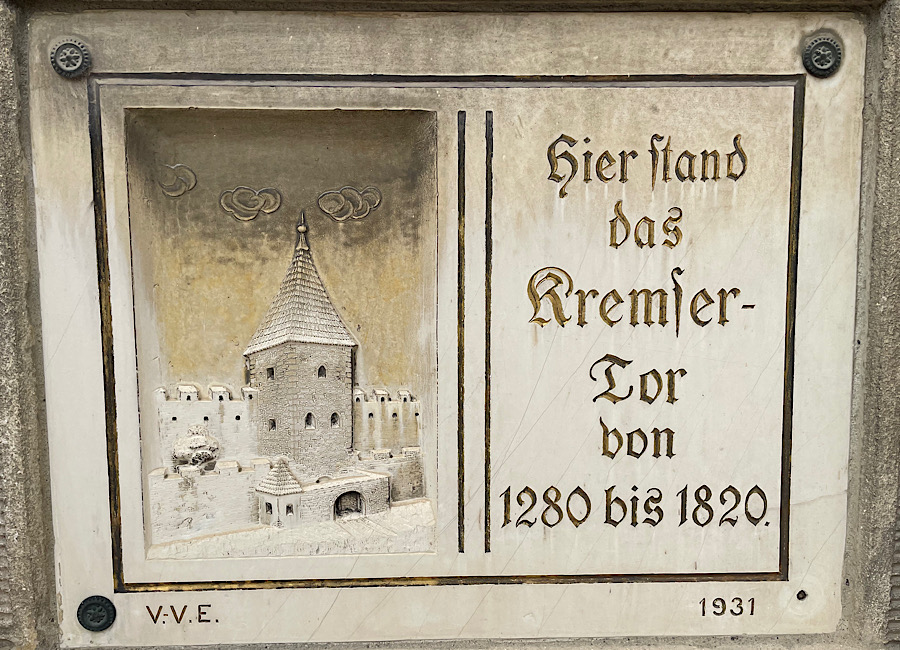 Hier stand
das
Kremser-
Tor
von
1280 bis 1820.
V.V.E.
1931